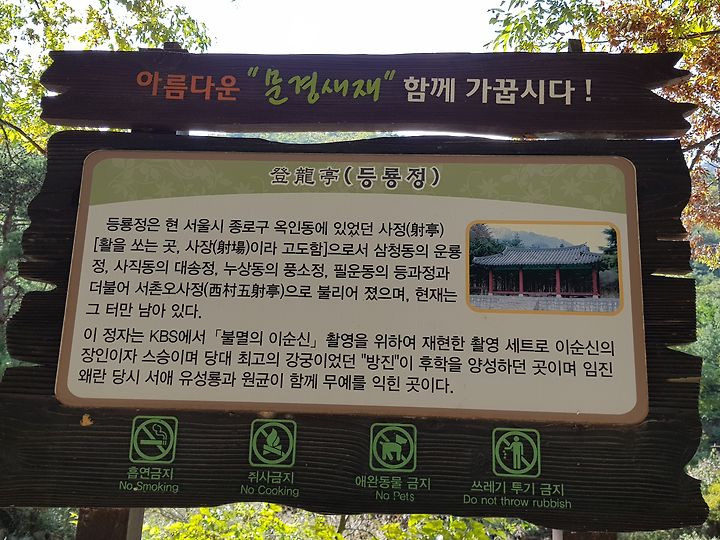 아름다운 "문경새재" 함께 가꿉시다 !
登龍亭(등룡정)
등룡정은 현 서울시 종로구 옥인동에 있었던 사정(射亭)
[활을 쏘는 곳, 사장(射場)이라 고도함]으로서 삼청동의 운룡
정, 사직동의 대송정, 누상동의 풍소정, 필운동의 등과정과
더불어 서촌오사정(西村五射亭)으로 불리어 졌으며, 현재는
그 터만 남아 있다.
이 정자는 KBS에서 「불멸의 이순신」 촬영을 위하여 재현한 촬영 세트로 이순신의
장인이자 스승이며 당대 최고의 강궁이었던 "방진"이 후학을 양성하던 곳이며 임진
왜란 당시 서애 유성룡과 원균이 함께 무예를 익힌 곳이다.
흡연금지
No Smoking
취사금지
No Cooking
애완동물 금지
No Pets
쓰레기 투기 금지
Do not throw rubbish